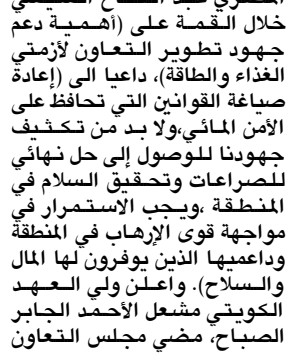 خلال القمة على (أهمية دعم
جهود تطوير التعاون لأزمتي
الغذاء والطاقة)، داعيا الى (إعادة
صياغة القوانين التي تحافظ على
الأمن المائي،ولا بد من تكثيف
جهودنا للوصول إلى حل نهائي
للصراعات وتحقيق السلام في
المنطقة ،ويجب الاستمرار في
مواجهة قوى الإرهاب في المنطقة
وداعميها الذين يوفرون لها المال
والسلاح). واعلن ولي العهد
الكويتي مشعل الأحمد الجابر
الصباح، مضي مجلس التعاون